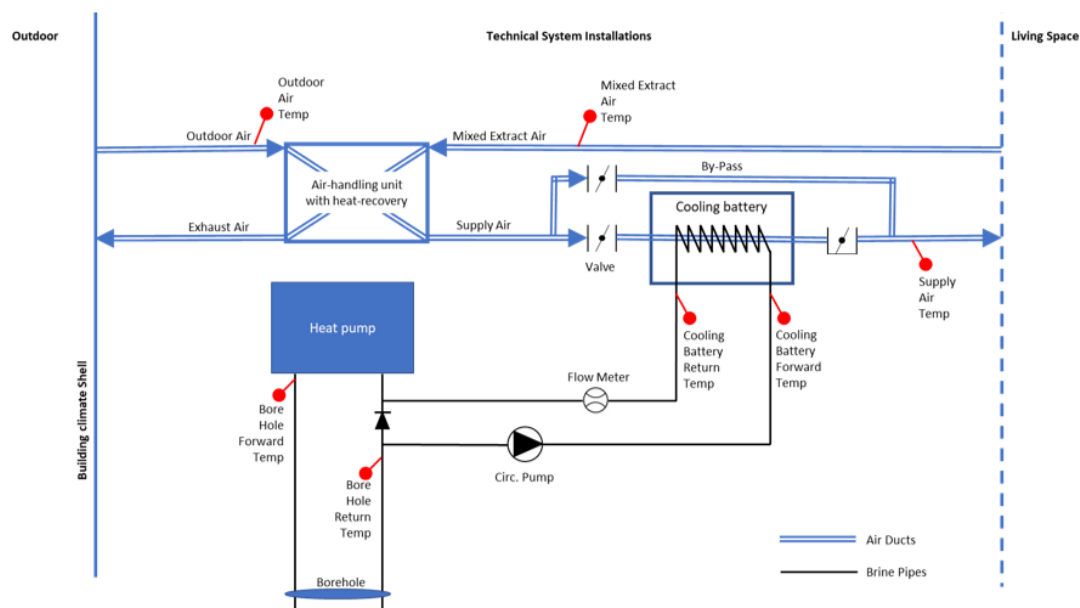 Outdoor
Technical System Installations
Living Space
Outdoor
Air
Temp
Mixed Extract
Air
Temp
Outdoor Air
Mixed Extract Air
By-Pass
Air-handling unit
with heat-recovery
Cooling battery
Exhaust Air
Supply Air
Valve
Supply
Air
Temp
Heat pump
Cooling
Battery
Return
Temp
Cooling
Battery
Forward
Temp
Flow Meter
Bore
Hole
Forward
Temp
Building climate Shell
Circ. Pump
Bore
Hole
Return
Temp
Air Ducts
Brine Pipes
Borehole